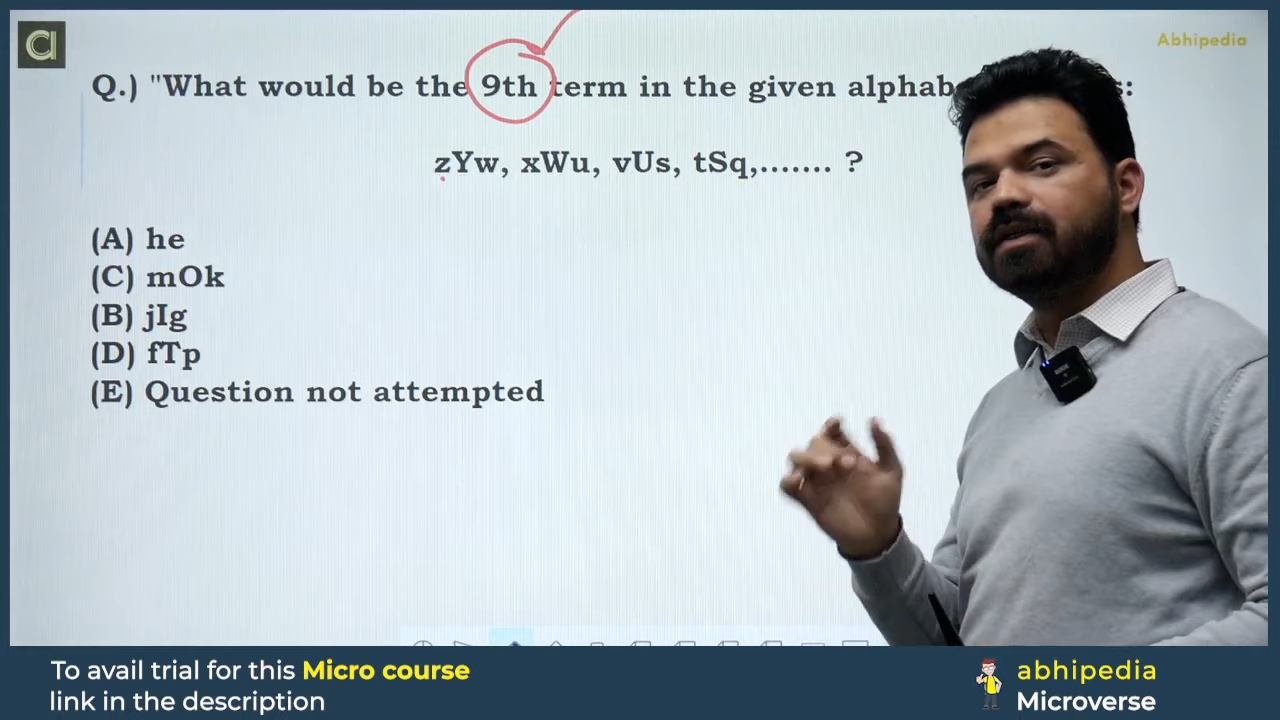 Abhipedia
Q.) "What would be the 9th term in the given alphab
zYw, xWu, vUs, tSq,....... ?
(A) he
(C) mOk
(B) jIg
(D) fTp
(E) Question not attempted
To avail trial for this Micro course
link in the description
abhipedia
Microverse